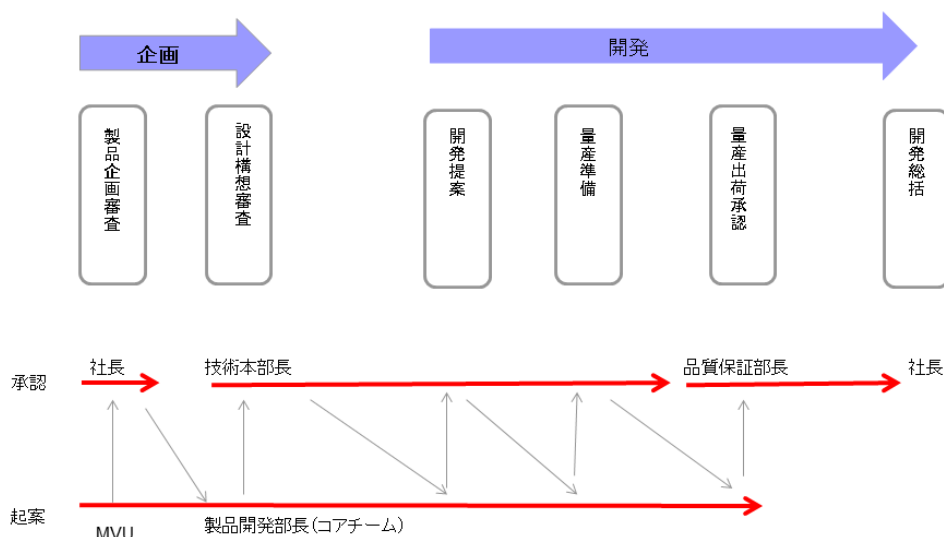 企画
開発
製品企画審査
設計構想審査
開発提案
量産準備
量産出荷承認
開発総括
社長
技術本部長
品質保証部長
社長
承認
起案
MVU
製品開発部長(コアチーム)